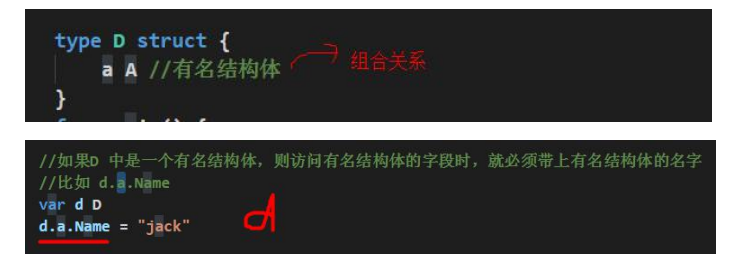 type D struct {
a A //有名结构体 组合关系
}
//如果D 中是一个有名结构体，则访问有名结构体的字段时，就必须带上有名结构体的名字
//比如 d.a.Name
var d D
d.a.Name = "jack"